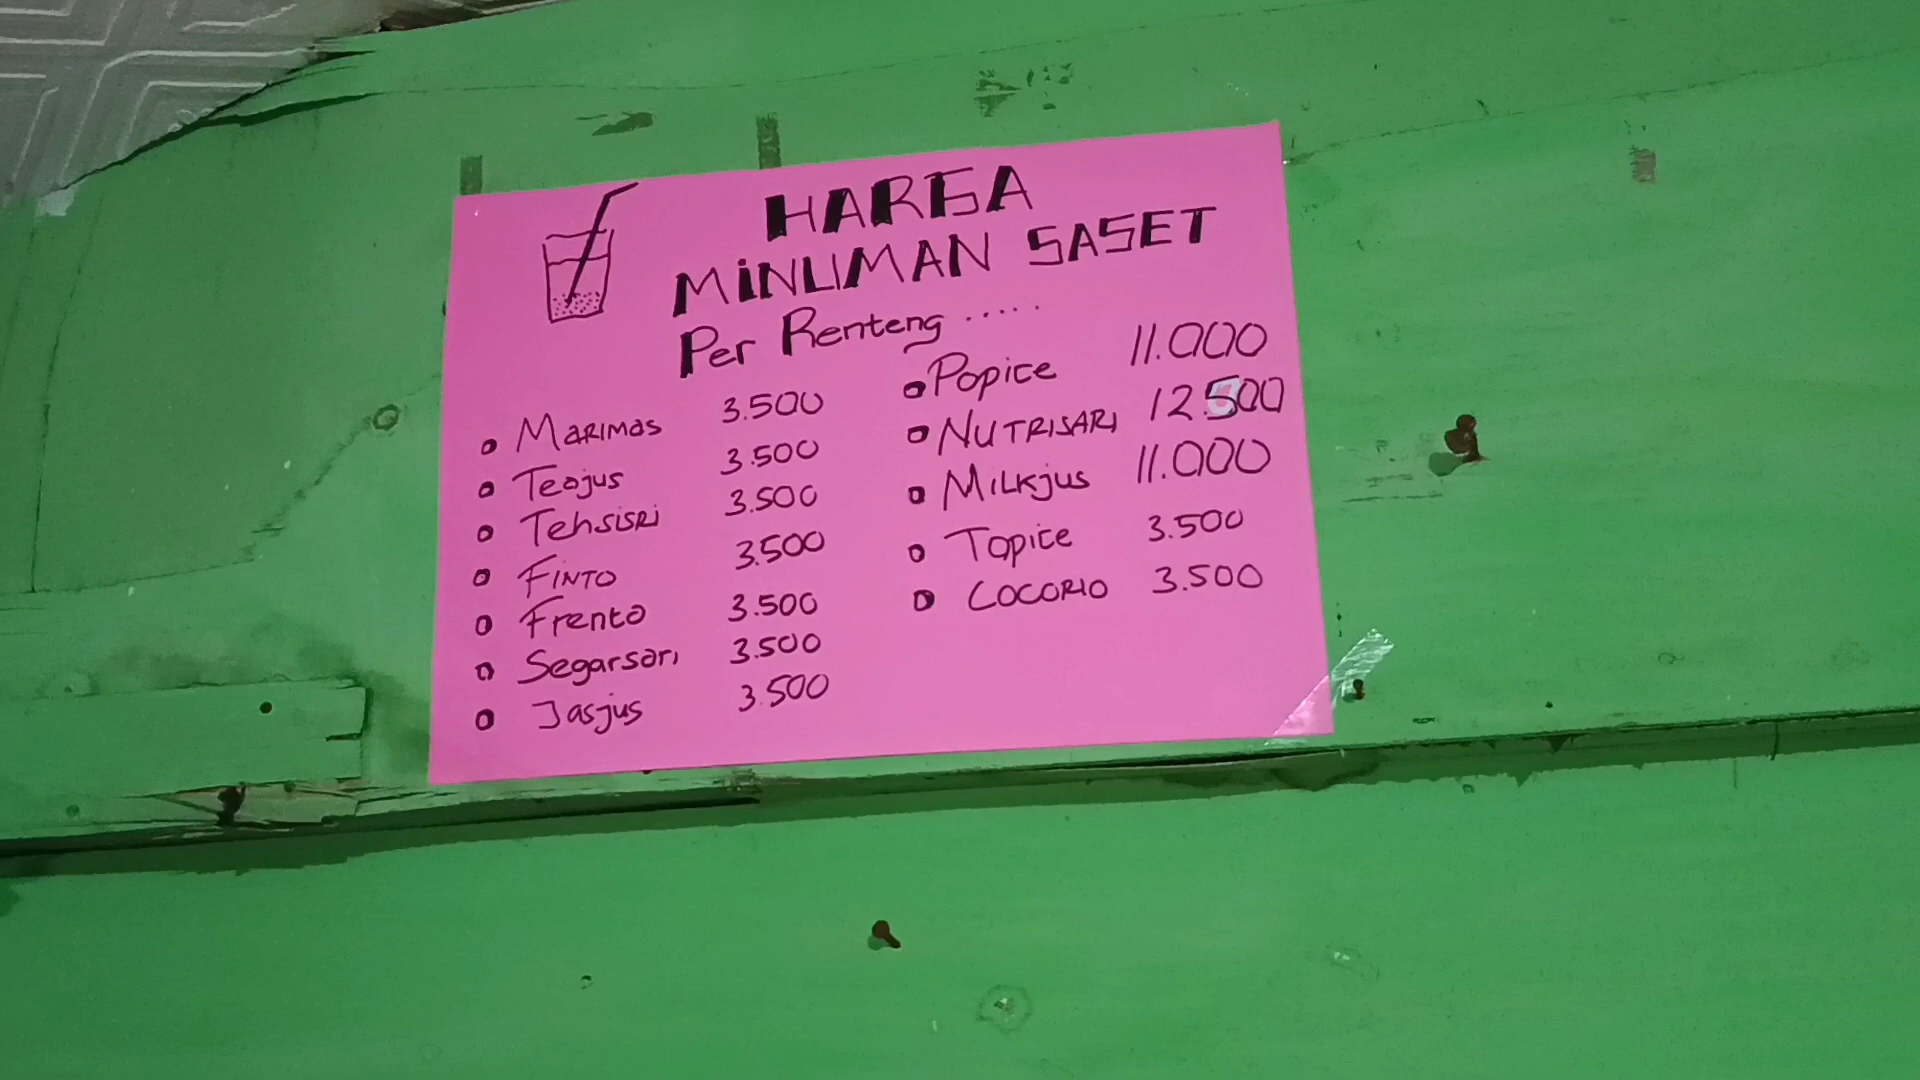 HARGA
MINUMAN SASET
Per Renteng .....
Marimas 3.500
Teajus 3.500
Tehsisri 3.500
Finto 3.500
Frento 3.500
Segarsari 3.500
Jasjus 3.500
Popice 11.000
NUTRISARI 12.500
Milkjus 11.000
Topice 3.500
COCORIO 3.500